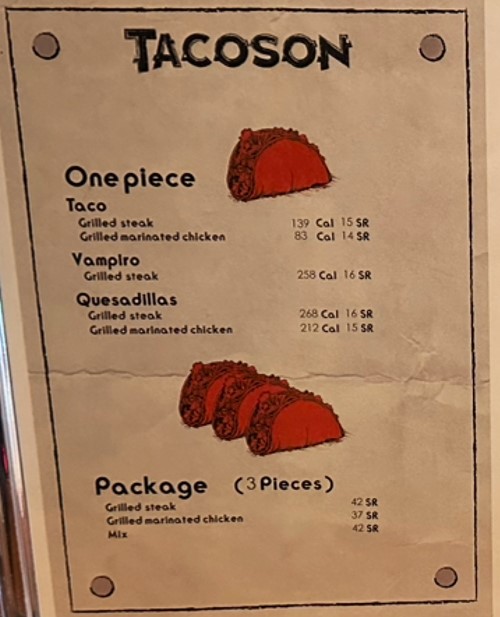 TACOSON
One piece
Taco
Grilled steak 139 Cal 15 SR
Grilled marinated chicken 83 Cal 14 SR
Vampiro
Grilled steak 258 Cal 16 SR
Quesadillas
Grilled steak 268 Cal 16 SR
Grilled marinated chicken 212 Cal 15 SR
Package (3 Pieces)
Grilled steak 42 SR
Grilled marinated chicken 37 SR
Mix 42 SR